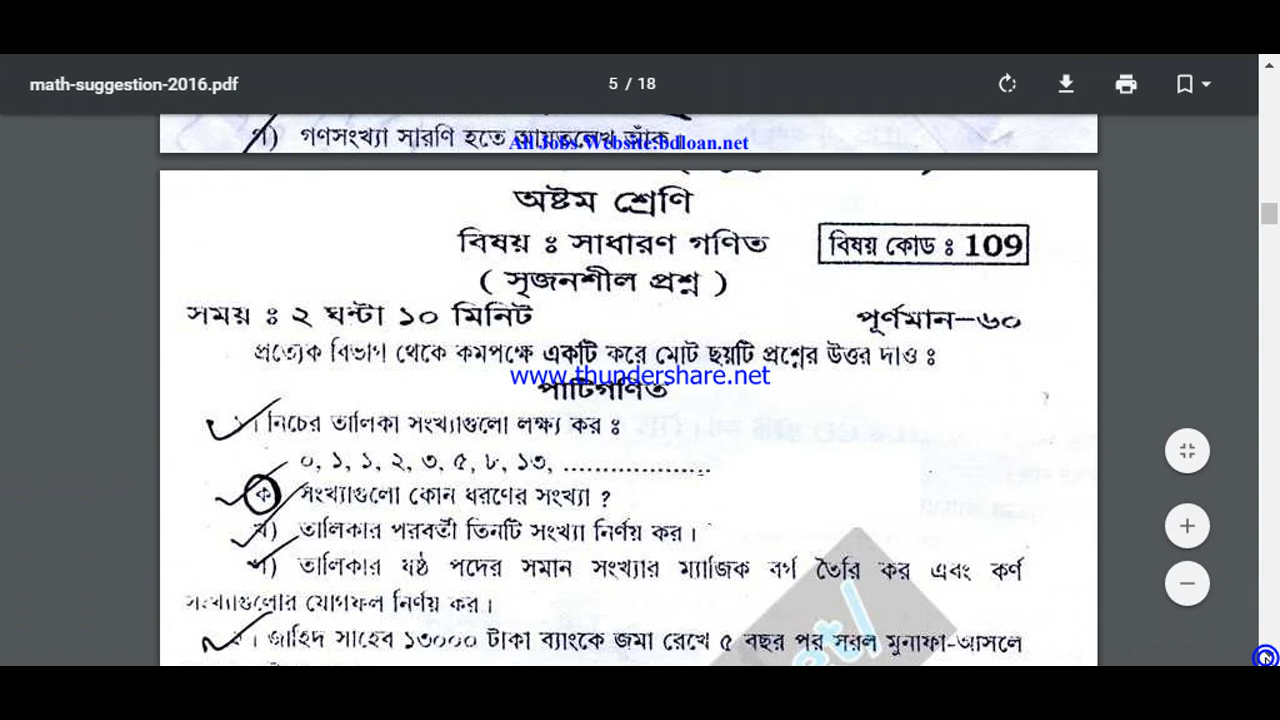 math-suggestion-2016.pdf
5 / 18
গ) গণসংখ্যা সারণি হতে আয়তলেখ আঁক।
All Jobs Website:bdloan.net
অষ্টম শ্রেণি
বিষয় ঃ সাধারণ গণিত
বিষয় কোড ঃ 109
( সৃজনশীল প্রশ্ন )
সময় ঃ ২ ঘন্টা ১০ মিনিট
পূর্ণমান–৬০
প্রত্যেক বিভাগ থেকে কমপক্ষে একটি করে মোট ছয়টি প্রশ্নের উত্তর দাও ঃ
www.thundershare.net
পাটিগণিত
১। নিচের তালিকা সংখ্যাগুলো লক্ষ্য কর ঃ
০, ১, ১, ২, ৩, ৫, ৮, ১৩, ...................
ক) সংখ্যাগুলো কোন ধরণের সংখ্যা ?
খ) তালিকার পরবর্তী তিনটি সংখ্যা নির্ণয় কর।
গ) তালিকার ষষ্ঠ পদের সমান সংখ্যার ম্যাজিক বর্গ তৈরি কর এবং কর্ণ
সংখ্যাগুলোর যোগফল নির্ণয় কর।
২। জাহিদ সাহেব ১৩০০০ টাকা ব্যাংকে জমা রেখে ৫ বছর পর সরল মুনাফা-আসলে